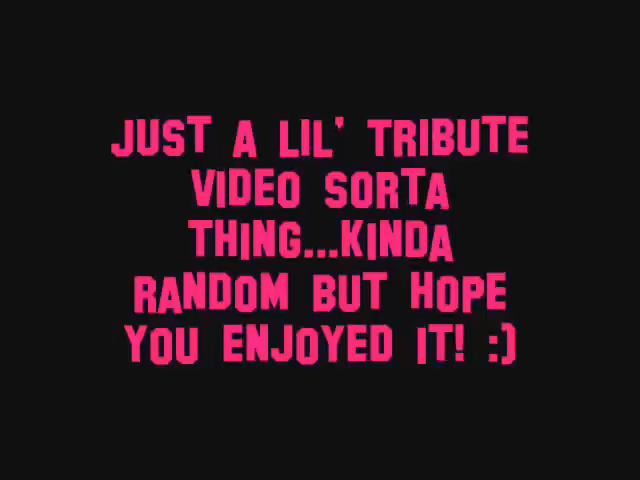 JUST A LIL' TRIBUTE
VIDEO SORTA
THING...KINDA
RANDOM BUT HOPE
YOU ENJOYED IT! :)